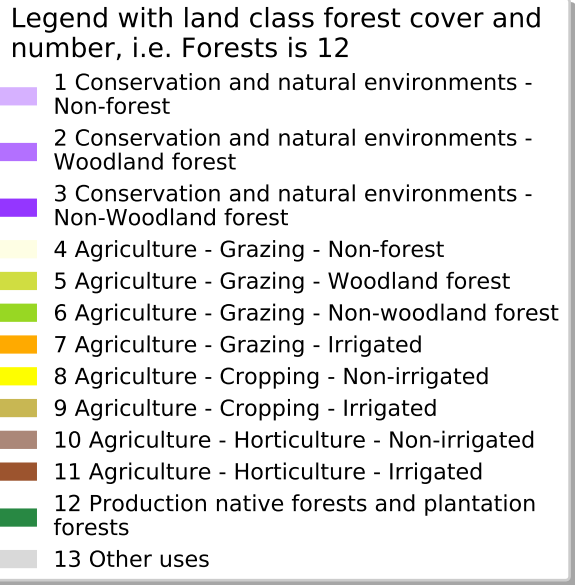 Legend with land class forest cover and
number, i.e. Forests is 12
1 Conservation and natural environments -
Non-forest
2 Conservation and natural environments -
Woodland forest
3 Conservation and natural environments -
Non-Woodland forest
4 Agriculture - Grazing - Non-forest
5 Agriculture - Grazing - Woodland forest
6 Agriculture - Grazing - Non-woodland forest
7 Agriculture - Grazing - Irrigated
8 Agriculture - Cropping - Non-irrigated
9 Agriculture - Cropping - Irrigated
10 Agriculture - Horticulture - Non-irrigated
11 Agriculture - Horticulture - Irrigated
12 Production native forests and plantation
forests
13 Other uses